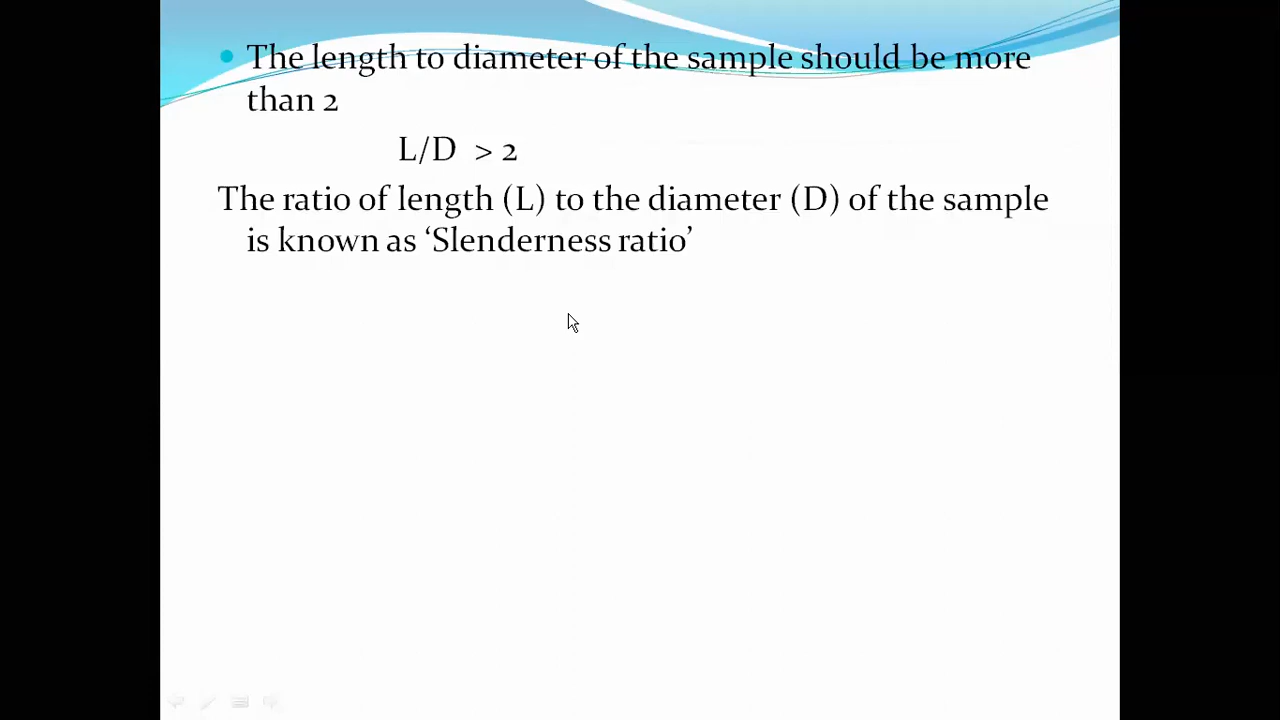 The length to diameter of the sample should be more
than 2
L/D > 2
The ratio of length (L) to the diameter (D) of the sample
is known as ‘Slenderness ratio’